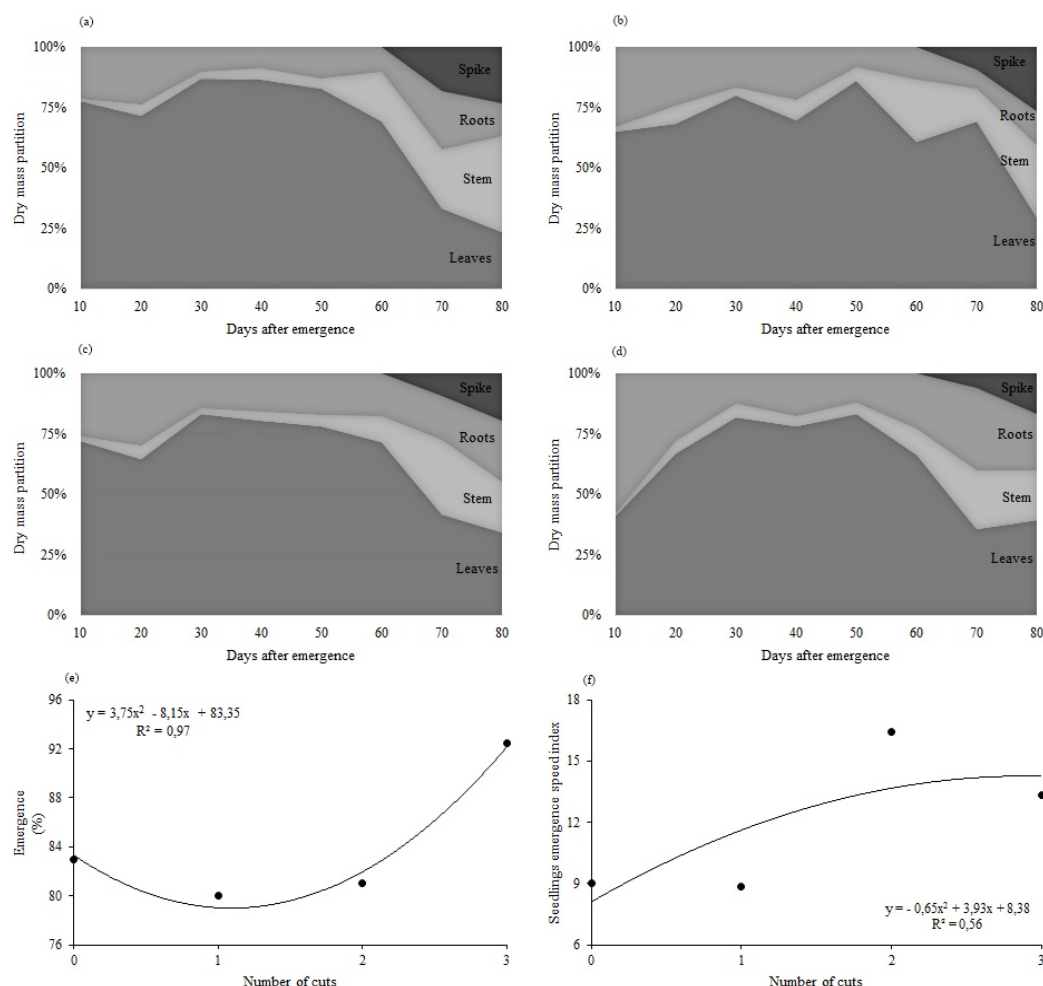 (a)
100%
75%
50%
25%
0%
Dry mass partition
Spike
Roots
Stem
Leaves
10 20 30 40 50 60 70 80
Days after emergence
(b)
100%
75%
50%
25%
0%
Dry mass partition
Spike
Roots
Stem
Leaves
10 20 30 40 50 60 70 80
Days after emergence
(c)
100%
75%
50%
25%
0%
Dry mass partition
Spike
Roots
Stem
Leaves
10 20 30 40 50 60 70 80
Days after emergence
(d)
100%
75%
50%
25%
0%
Dry mass partition
Spike
Roots
Stem
Leaves
10 20 30 40 50 60 70 80
Days after emergence
(e)
96
92
88
84
80
76
Emergence
(%)
y = 3,75x² - 8,15x + 83,35
R² = 0,97
0 1 2 3
Number of cuts
(f)
18
15
12
9
6
Seedlings emergence speed index
y = - 0,65x² + 3,93x + 8,38
R² = 0,56
0 1 2 3
Number of cuts